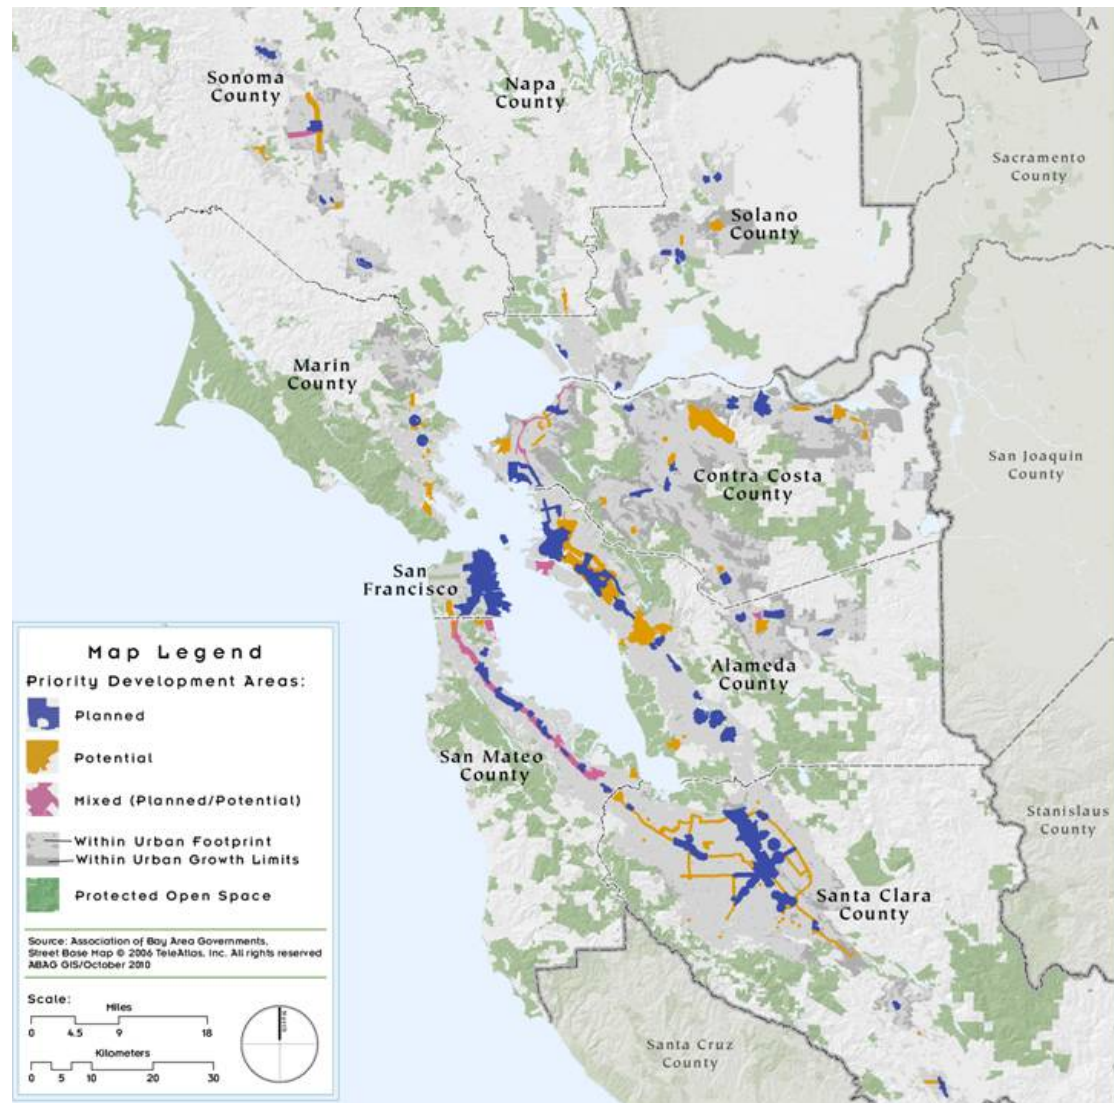 I
A
Sonoma
County
Napa
County
Sacramento
County
Solano
County
Marin
County
San Joaquin
County
Contra Costa
County
San
Francisco
Alameda
County
San Mateo
County
Stanislaus
County
Santa Clara
County
Santa Cruz
County
Map Legend
Priority Development Areas:
Planned
Potential
Mixed (Planned/Potential)
Within Urban Footprint
Within Urban Growth Limits
Protected Open Space
Source: Association of Bay Area Governments,
Street Base Map © 2006 TeleAtlas, Inc. All rights reserved
ABAG GIS/October 2010
Scale:
Miles
0 4.5 9 18
Kilometers
0 5 10 20 30
North